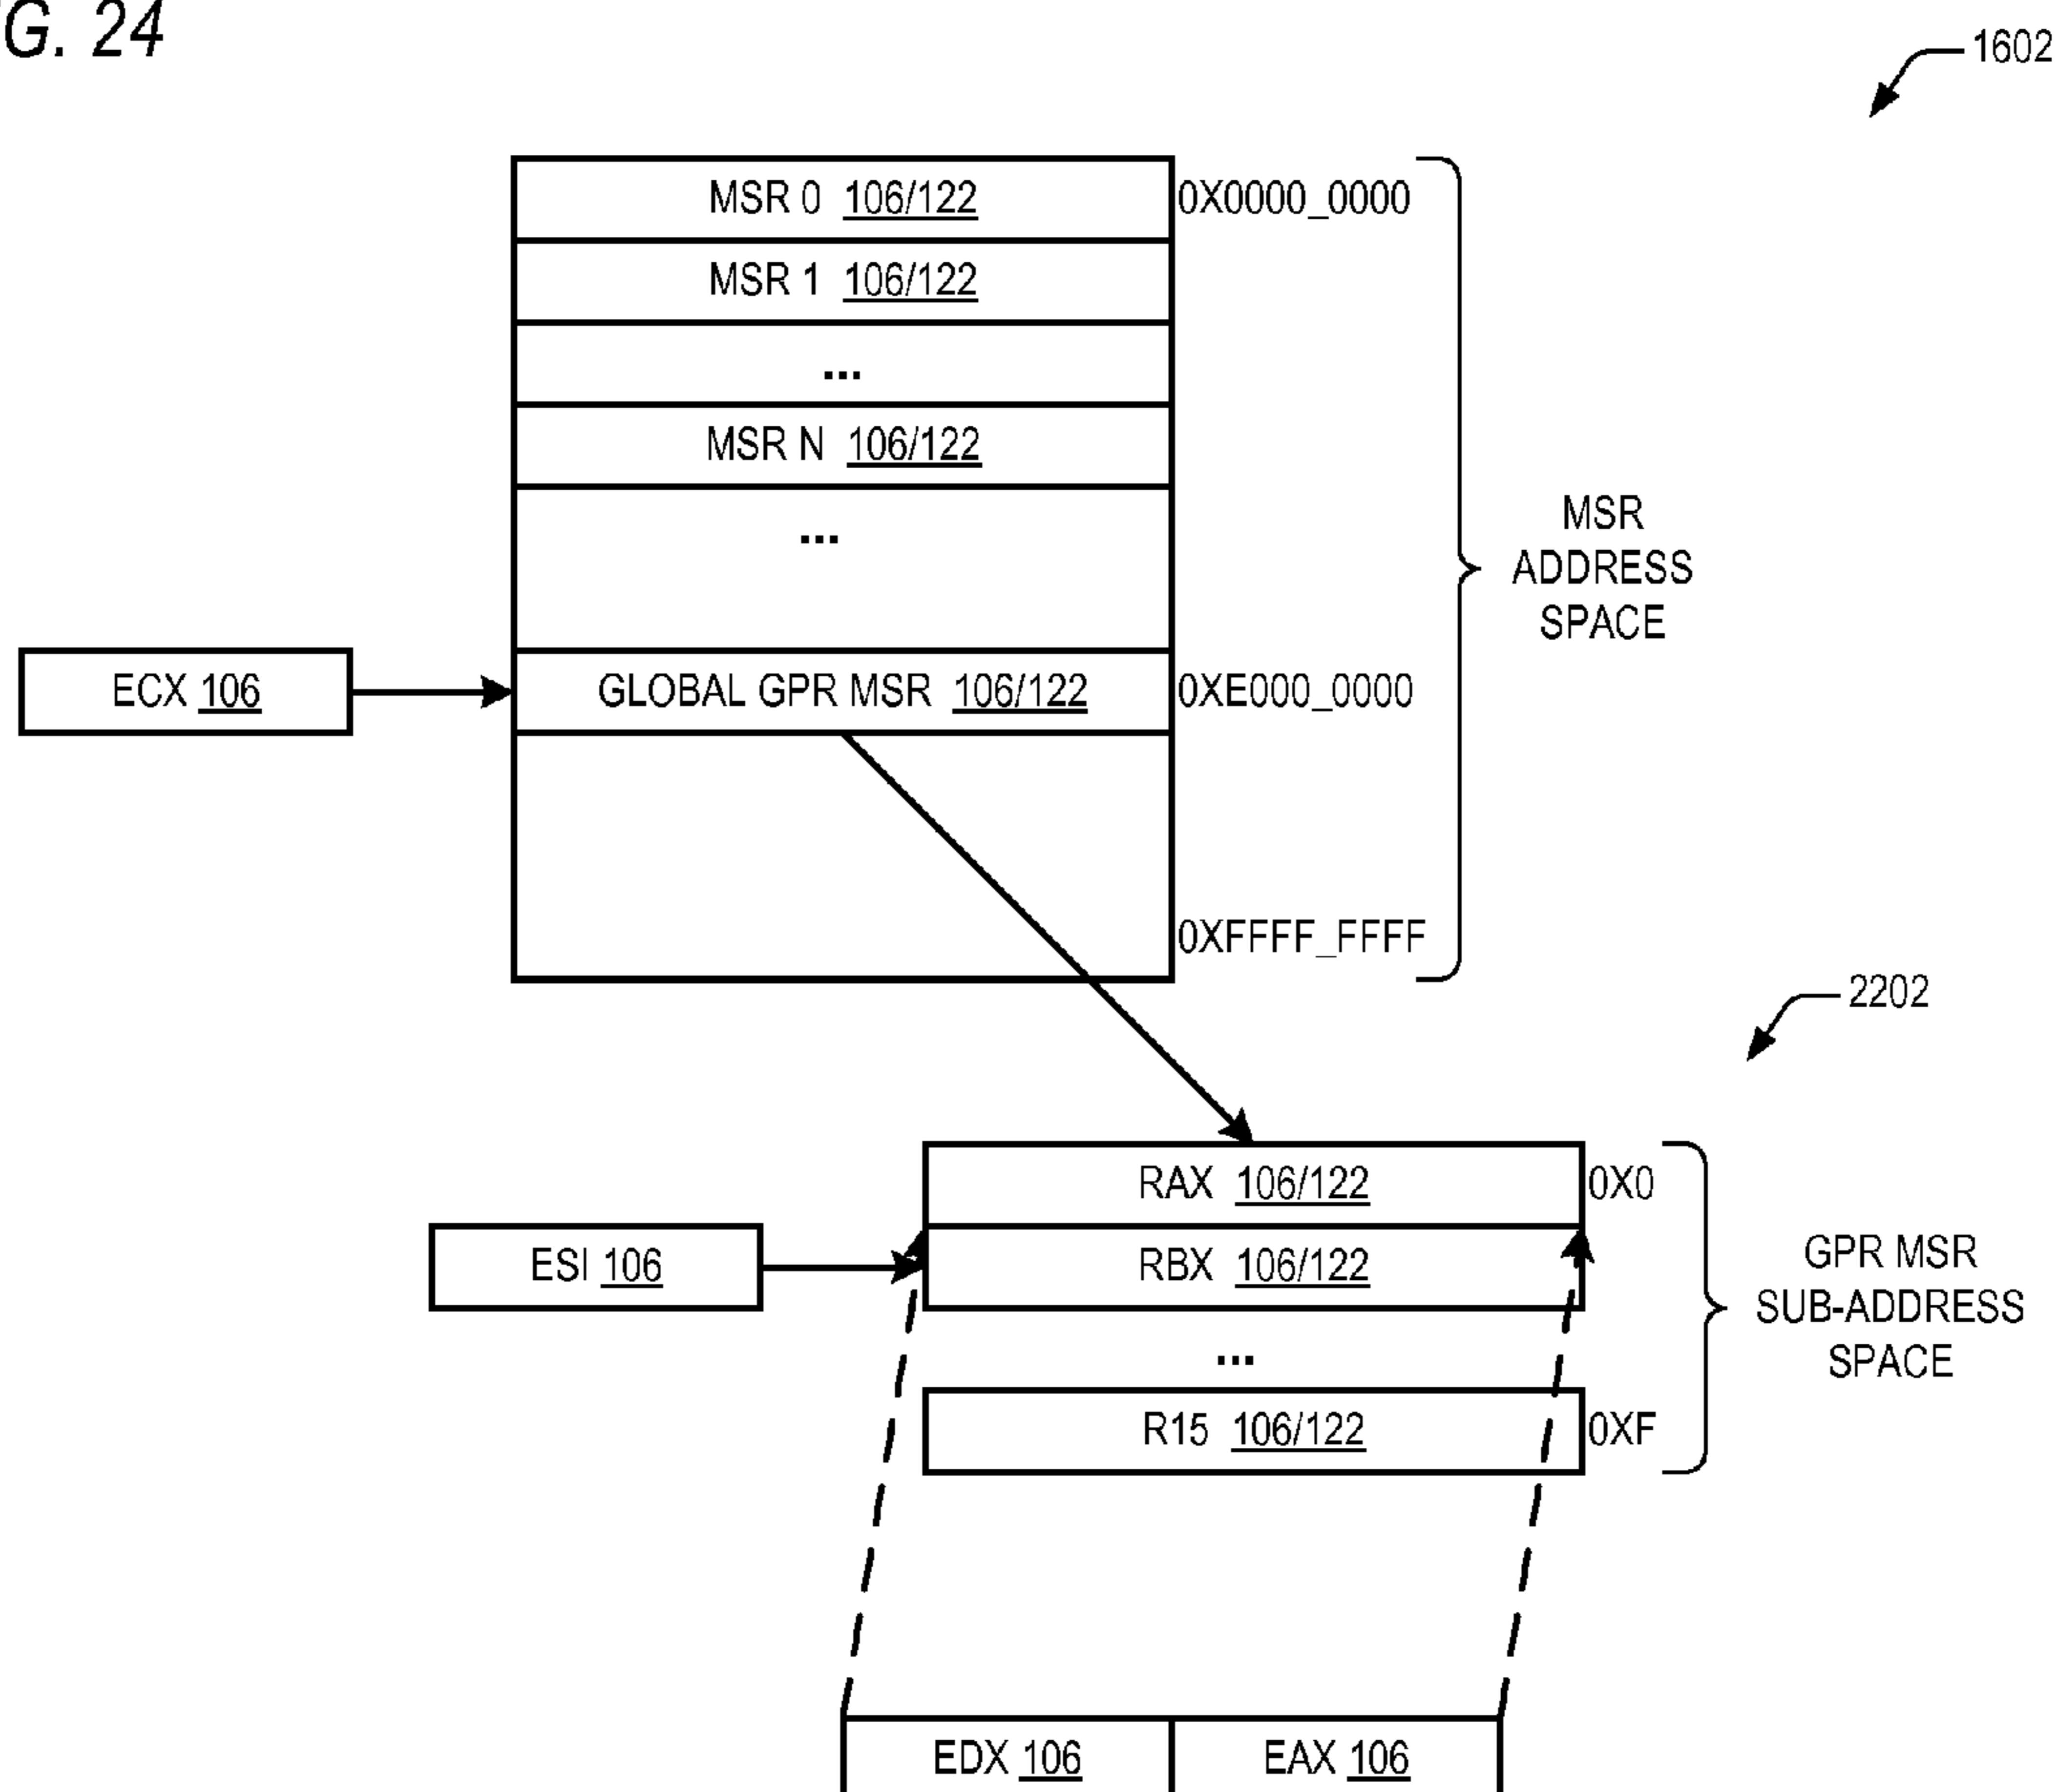 G. 24
1602
MSR 0 106/122 0X0000_0000
MSR 1 106/122
...
MSR N 106/122
...
MSR
ADDRESS
SPACE
ECX 106
GLOBAL GPR MSR 106/122 0XE000_0000
0XFFFF_FFFF
2202
RAX 106/122 0X0
ESI 106
RBX 106/122
...
R15 106/122 0XF
GPR MSR
SUB-ADDRESS
SPACE
EDX 106
EAX 106